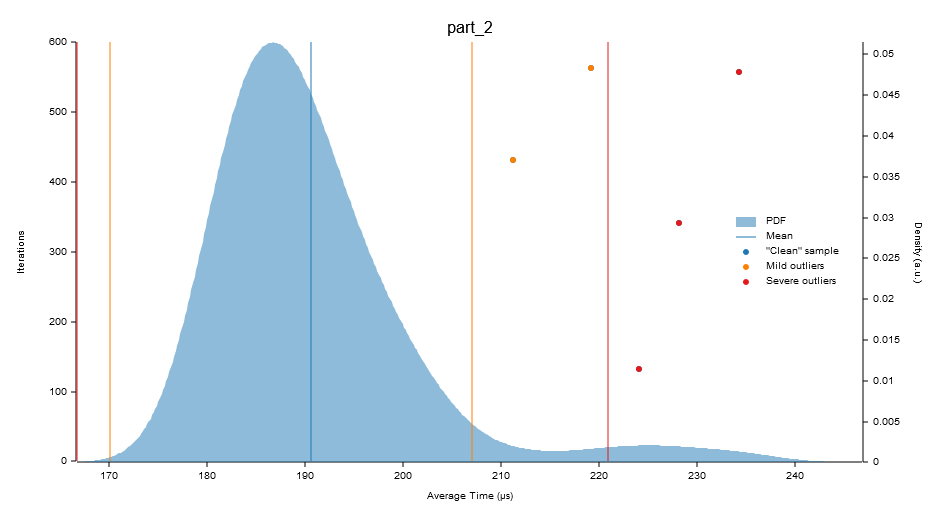 part_2
600
500
400
300
200
100
0
Iterations
170
180
190
200
210
220
230
240
Average Time (µs)
0.05
0.045
0.04
0.035
0.03
0.025
0.02
0.015
0.01
0.005
0
Density (a.u.)
PDF
Mean
"Clean" sample
Mild outliers
Severe outliers